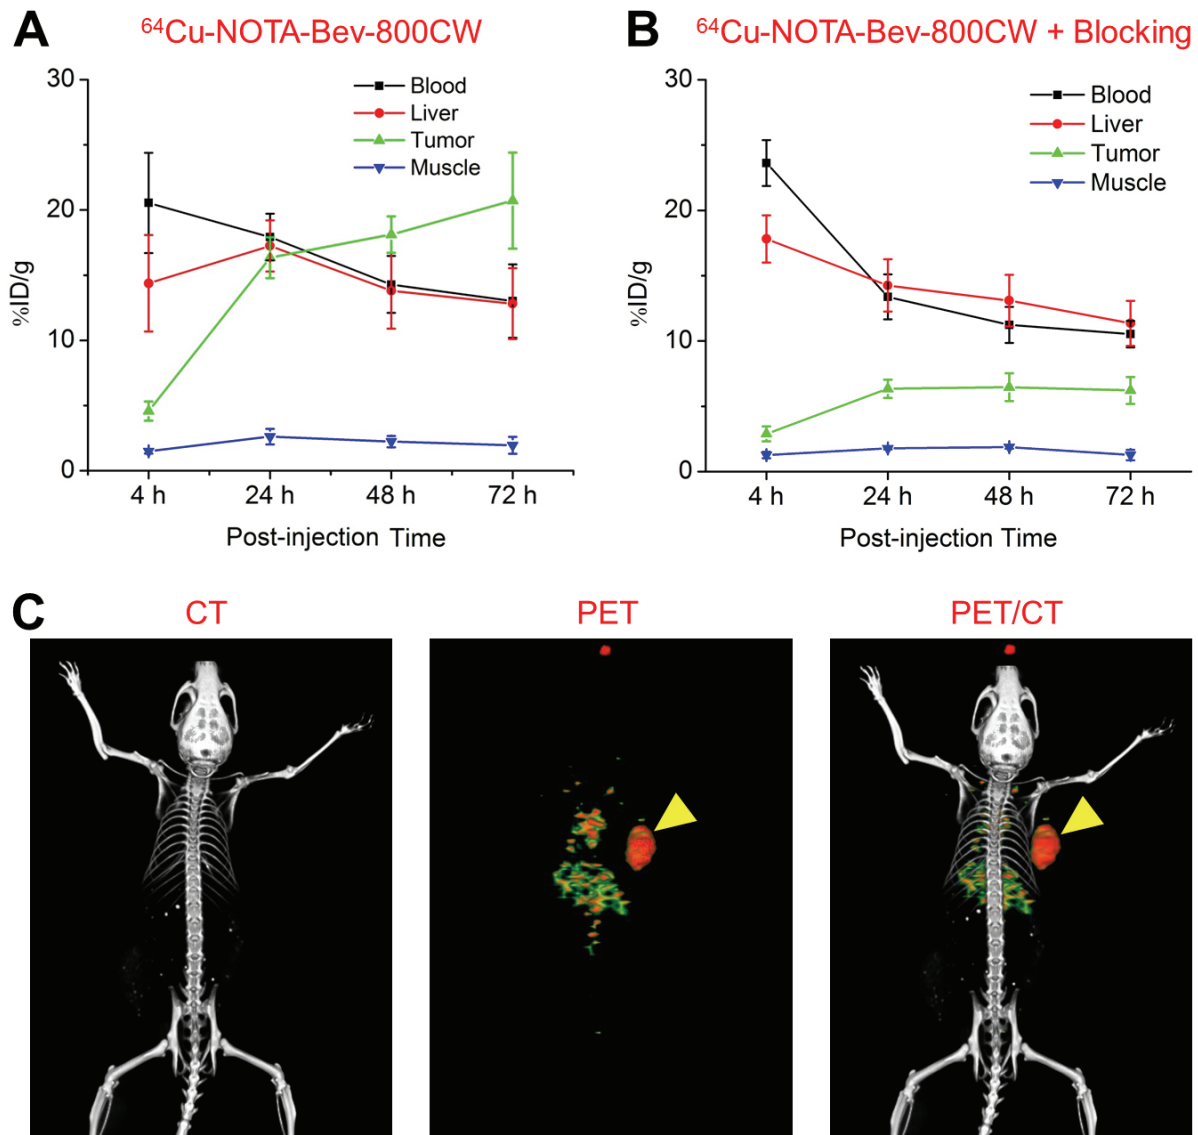 A
⁶⁴Cu-NOTA-Bev-800CW
30
20
10
0
%ID/g
Blood
Liver
Tumor
Muscle
4 h 24 h 48 h 72 h
Post-injection Time
B
⁶⁴Cu-NOTA-Bev-800CW + Blocking
30
20
10
0
%ID/g
Blood
Liver
Tumor
Muscle
4 h 24 h 48 h 72 h
Post-injection Time
C
CT
PET
PET/CT